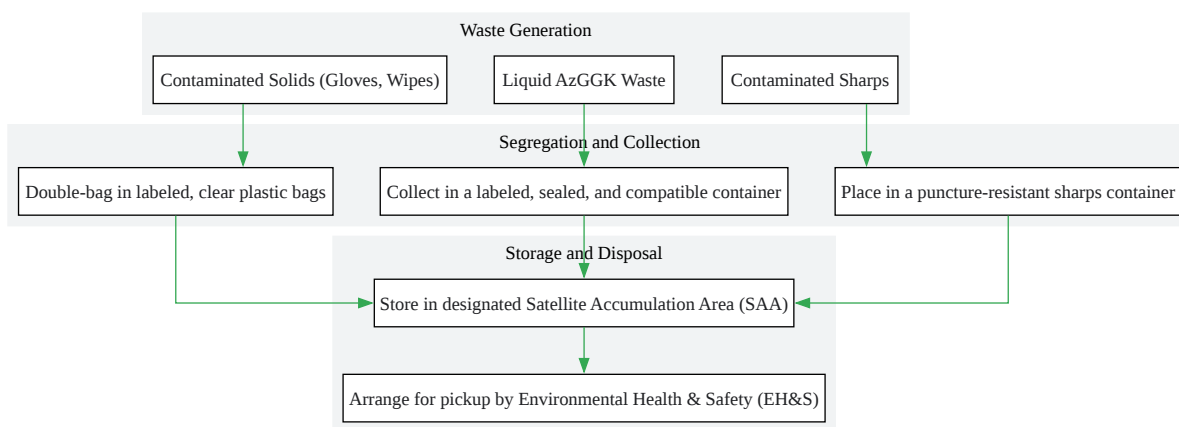 Waste Generation
Contaminated Solids (Gloves, Wipes)
Liquid AzGGK Waste
Contaminated Sharps
Segregation and Collection
Double-bag in labeled, clear plastic bags
Collect in a labeled, sealed, and compatible container
Place in a puncture-resistant sharps container
Storage and Disposal
Store in designated Satellite Accumulation Area (SAA)
Arrange for pickup by Environmental Health & Safety (EH&S)